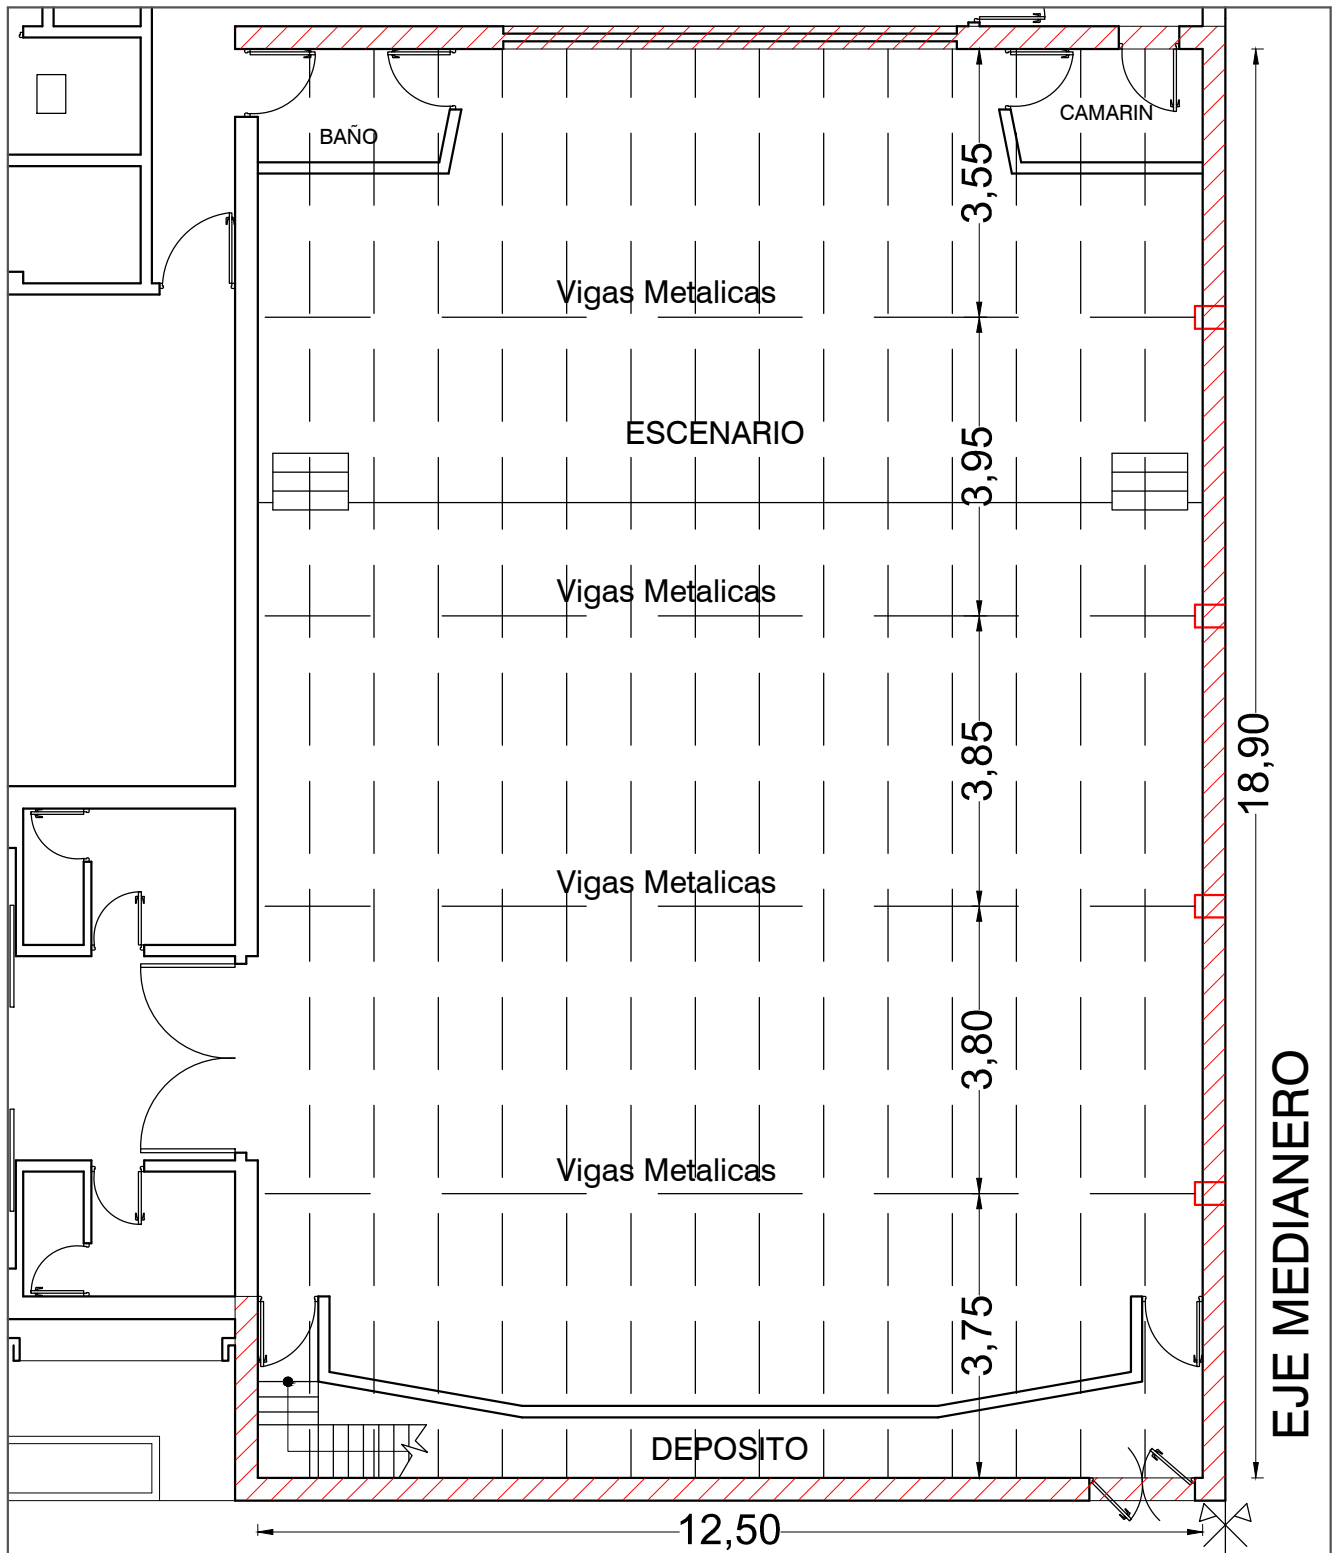 BAÑO
CAMARIN
3,55
Vigas Metalicas
ESCENARIO
3,95
Vigas Metalicas
3,85
18,90
Vigas Metalicas
3,80
EJE MEDIANERO
Vigas Metalicas
3,75
DEPOSITO
12,50